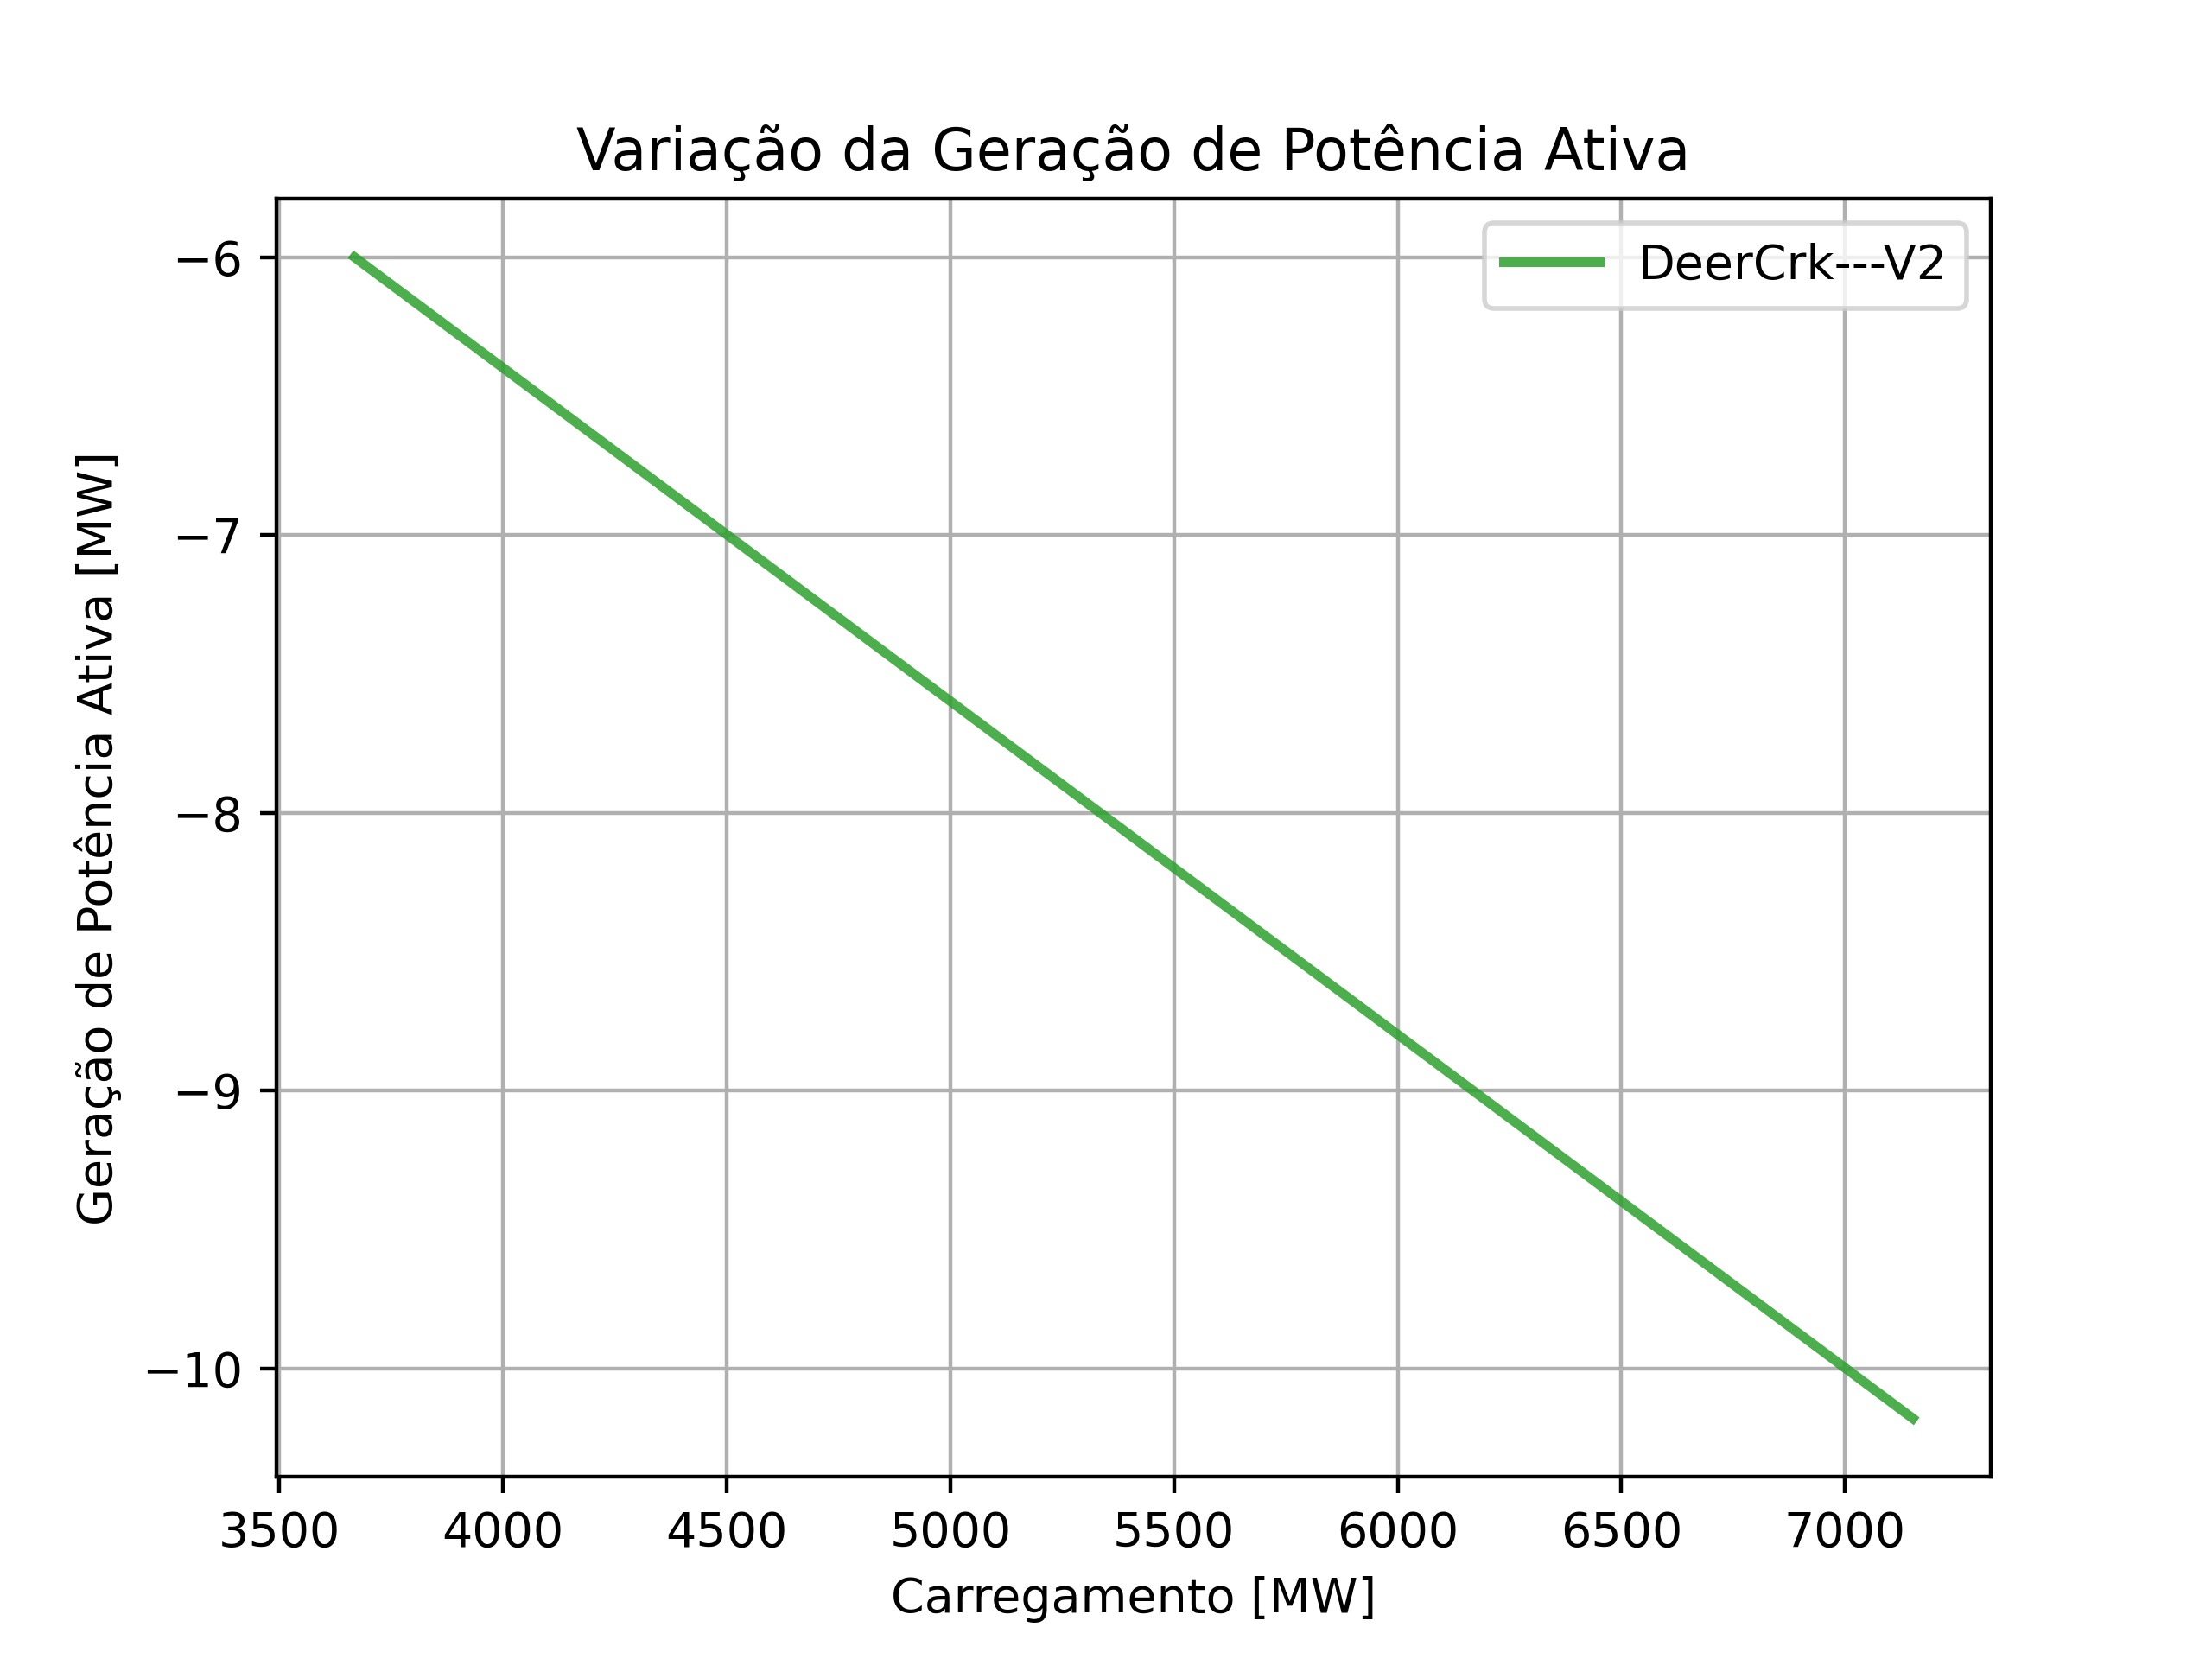 Variação da Geração de Potência Ativa
DeerCrk---V2
Geração de Potência Ativa [MW]
−6
−7
−8
−9
−10
3500 4000 4500 5000 5500 6000 6500 7000
Carregamento [MW]